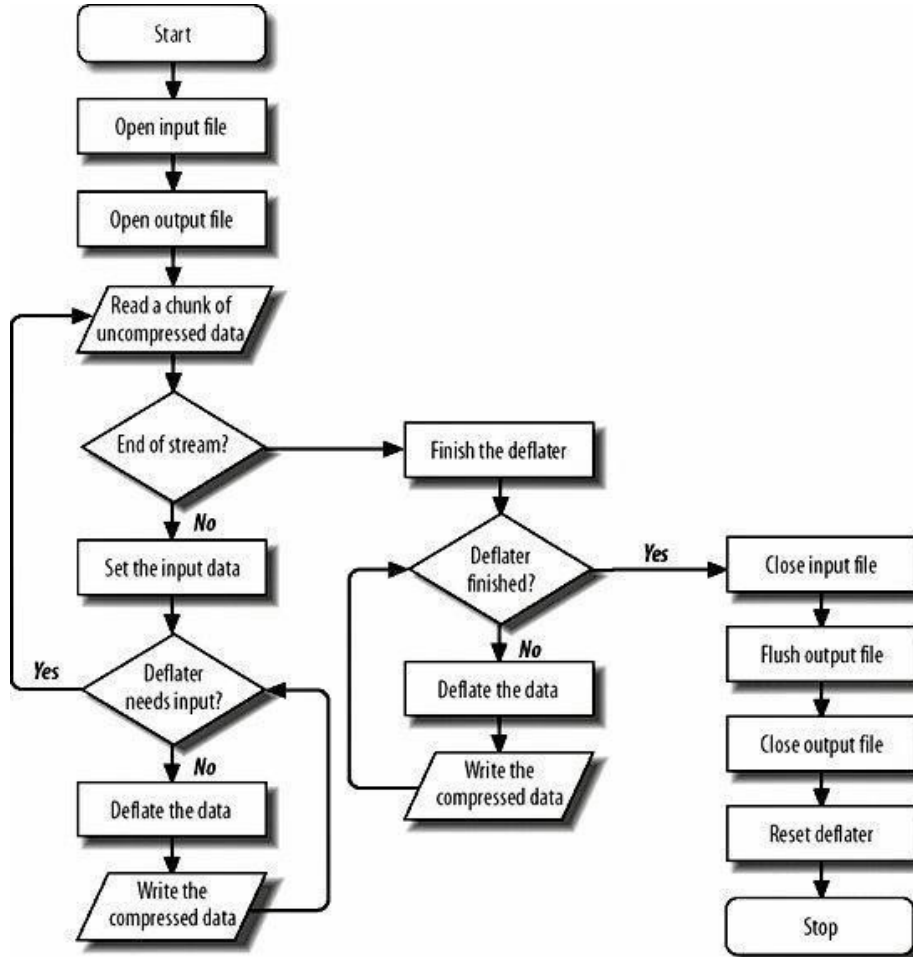 Start
Open input file
Open output file
Read a chunk of
uncompressed data
End of stream?
No
Set the input data
Yes
Deflater
needs input?
No
Deflate the data
Write the
compressed data
Finish the deflater
Deflater
finished?
Yes
No
Deflate the data
Write the
compressed data
Close input file
Flush output file
Close output file
Reset deflater
Stop